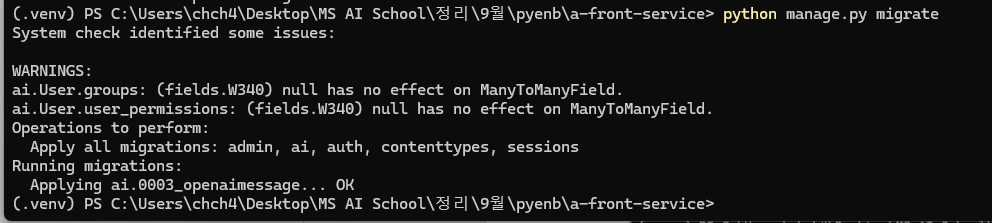 (.venv) PS C:\Users\chch4\Desktop\MS AI School\정리\9월\pyenb\a-front-service> python manage.py migrate
System check identified some issues:
WARNINGS:
ai.User.groups: (fields.W340) null has no effect on ManyToManyField.
ai.User.user_permissions: (fields.W340) null has no effect on ManyToManyField.
Operations to perform:
  Apply all migrations: admin, ai, auth, contenttypes, sessions
Running migrations:
  Applying ai.0003_openaimessage... OK
(.venv) PS C:\Users\chch4\Desktop\MS AI School\정리\9월\pyenb\a-front-service>